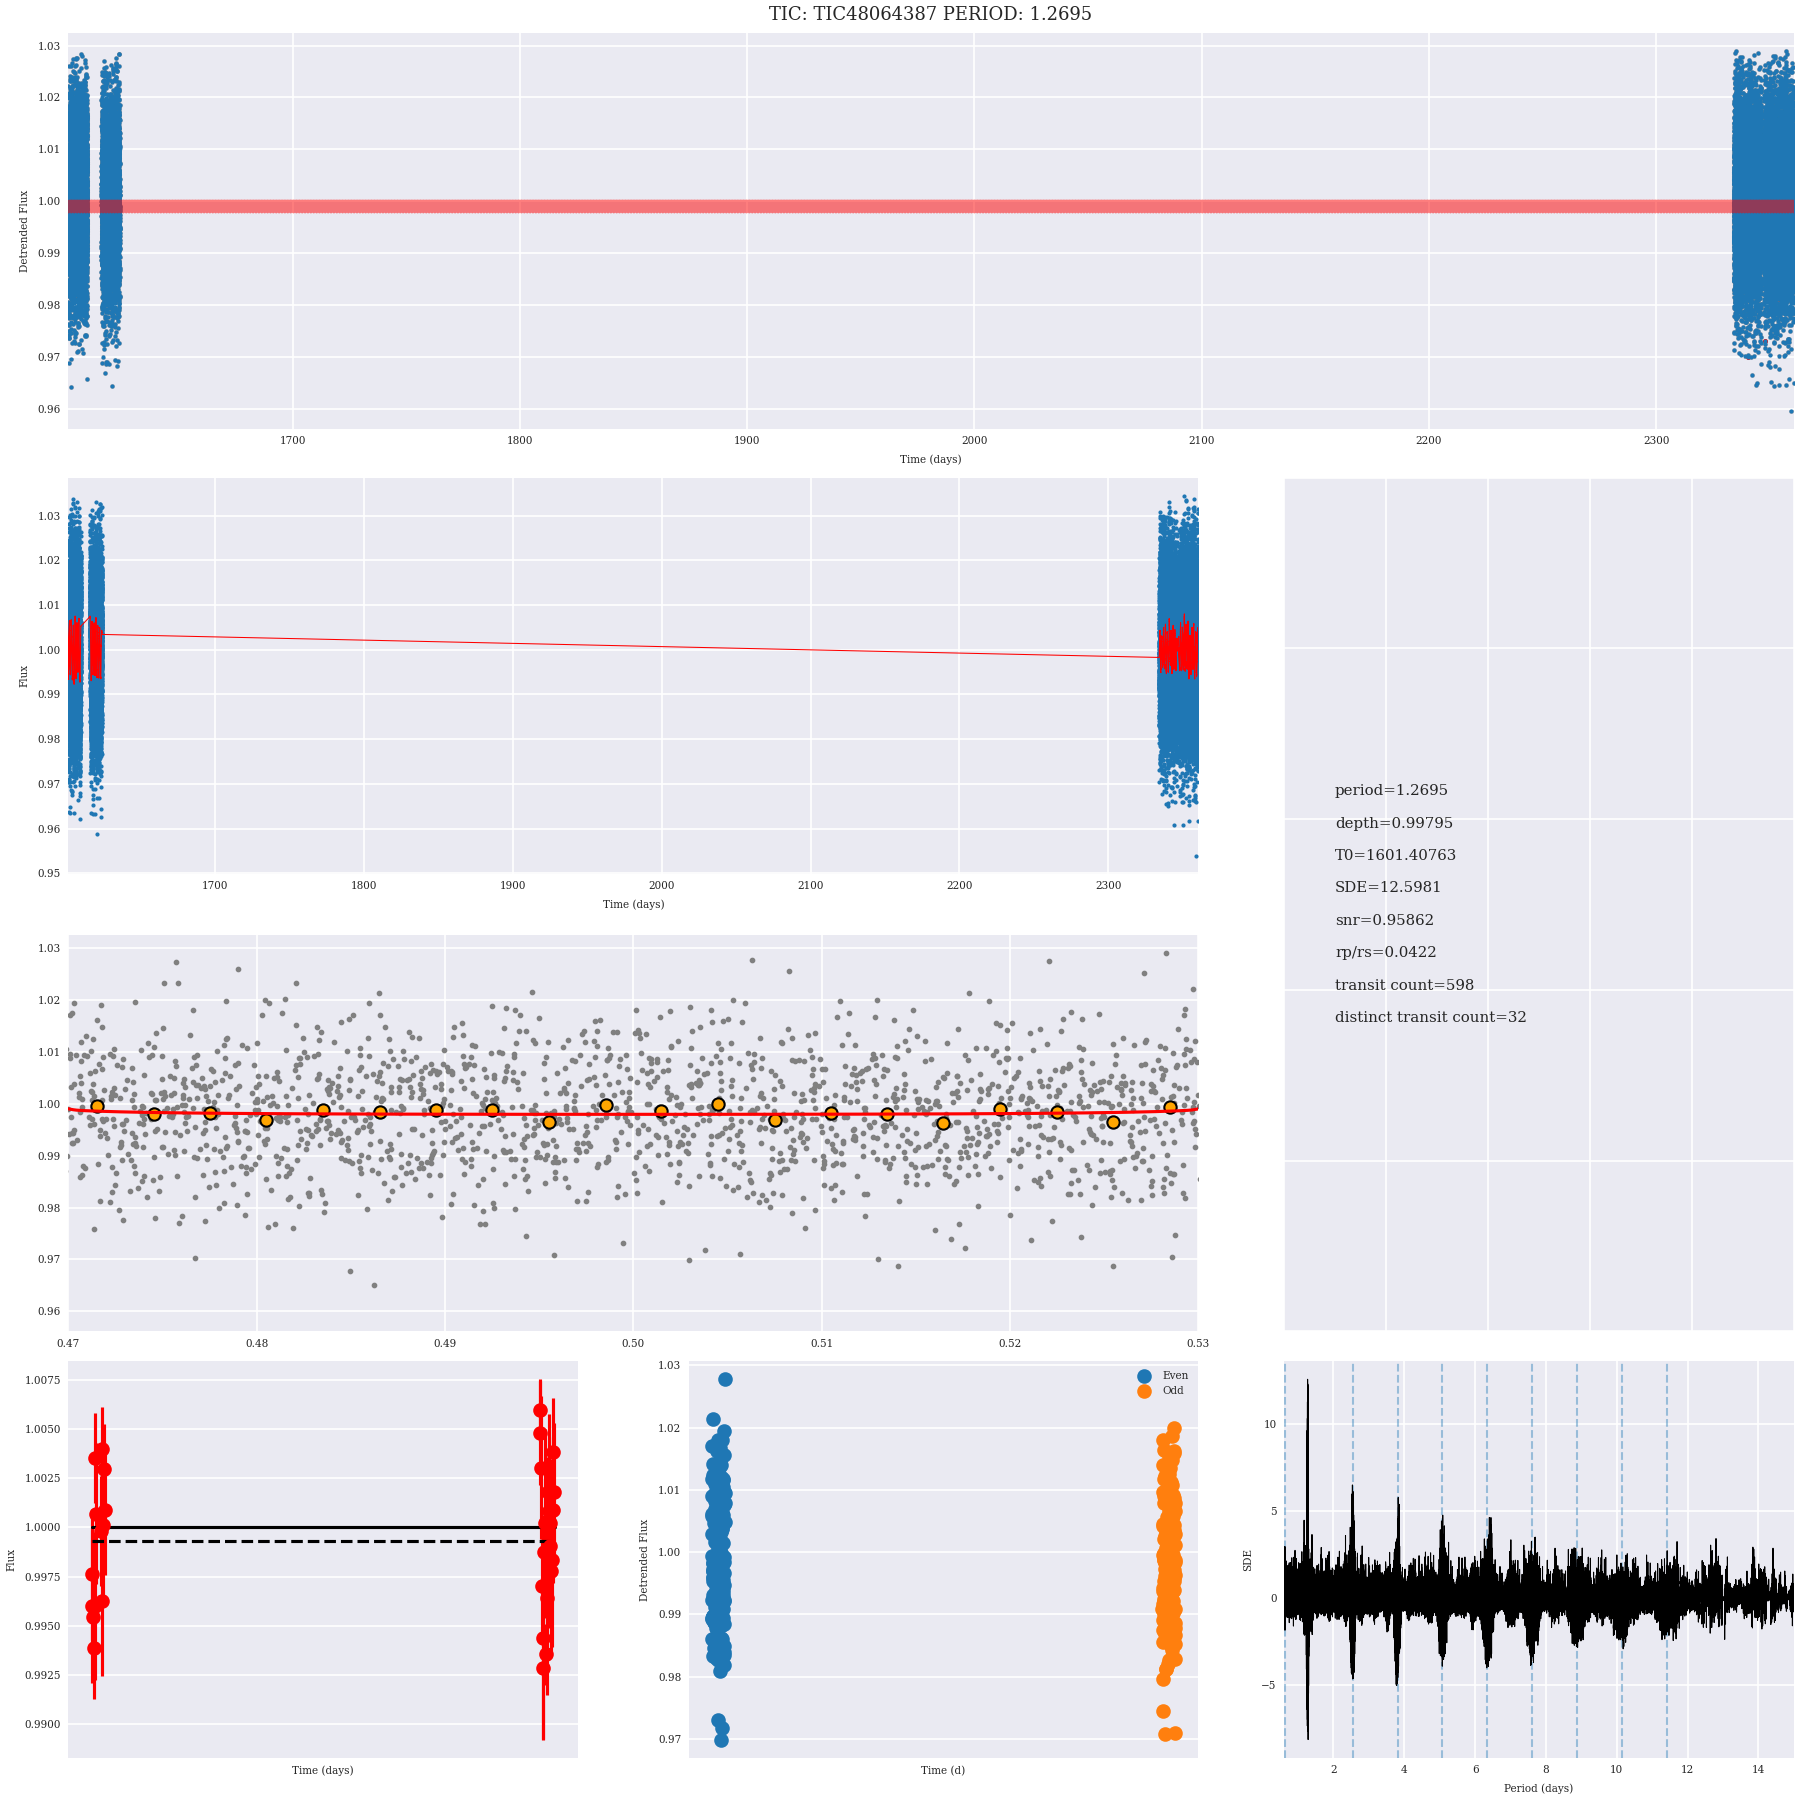 TIC: TIC48064387 PERIOD: 1.2695
1.03
1.02
1.01
1.00
0.99
0.98
0.97
0.96
Detrended Flux
1700 1800 1900 2000 2100 2200 2300
Time (days)
1.03
1.02
1.01
1.00
0.99
0.98
0.97
0.96
0.95
Flux
1700 1800 1900 2000 2100 2200 2300
Time (days)
period=1.2695
depth=0.99795
T0=1601.40763
SDE=12.5981
snr=0.95862
rp/rs=0.0422
transit count=598
distinct transit count=32
1.03
1.02
1.01
1.00
0.99
0.98
0.97
0.96
0.47 0.48 0.49 0.50 0.51 0.52 0.53
1.0075
1.0050
1.0025
1.0000
0.9975
0.9950
0.9925
0.9900
Flux
Time (days)
1.03
1.02
1.01
1.00
0.99
0.98
0.97
Detrended Flux
Even
Odd
Time (d)
10
5
0
−5
SDE
2 4 6 8 10 12 14
Period (days)